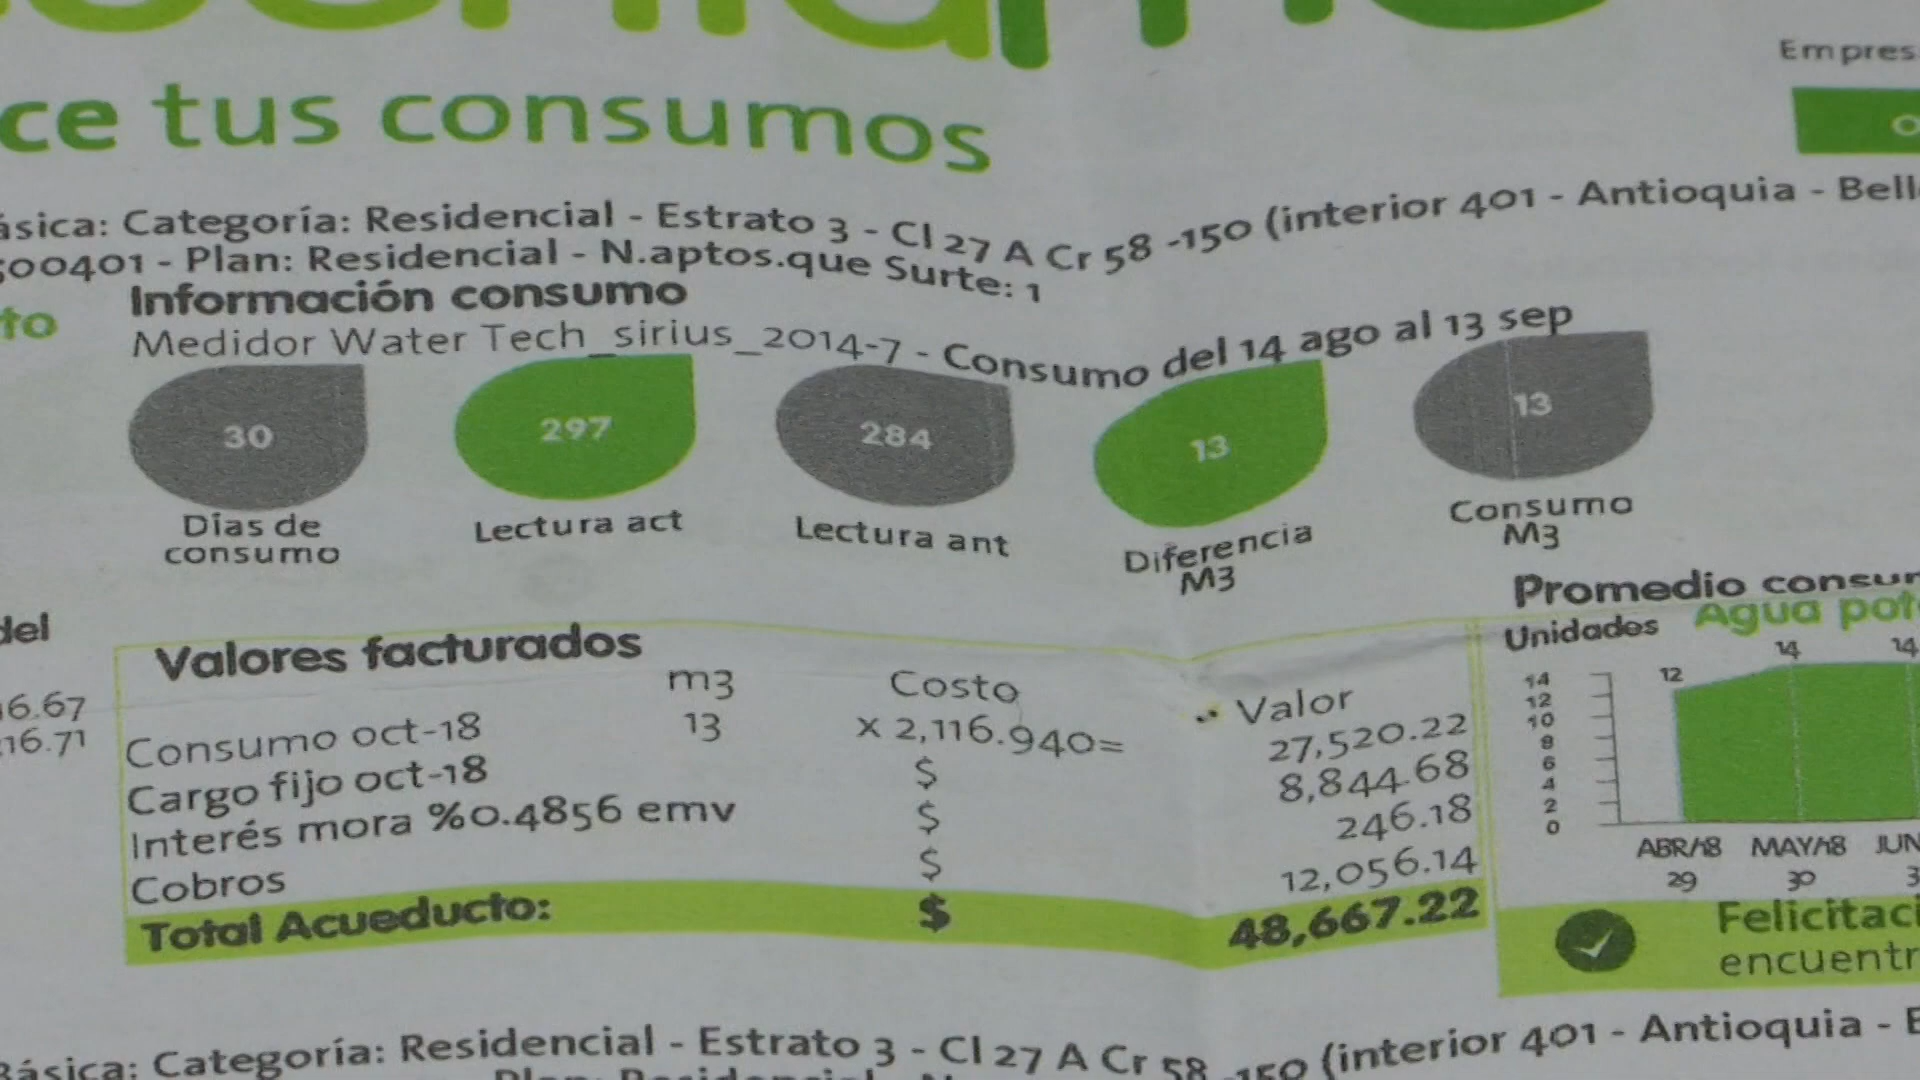 Empres
ce tus consumos
ásica: Categoría: Residencial - Estrato 3 - Cl 27 A Cr 58 -150 (interior 401 - Antioquia - Bell
500401 - Plan: Residencial - N.aptos.que Surte: 1
Información consumo
Medidor Water Tech_sirius_2014-7 - Consumo del 14 ago al 13 sep
30
297
284
13
13
Días de consumo
Lectura act
Lectura ant
Diferencia M3
Consumo M3
del
16.67
16.71
Valores facturados
m3 Costo Valor
Consumo oct-18 13 x 2,116.940= 27,520.22
Cargo fijo oct-18 $ 8,844.68
Interés mora %0.4856 emv $ 246.18
Cobros $ 12,056.14
Total Acueducto: $ 48,667.22
Promedio consu
Unidades Agua pot
14
12
10
8
6
4
2
0
12 14 14
ABR/18 MAY/18 JUN
29 30 3
Felicitaci
encuentr
Básica: Categoría: Residencial - Estrato 3 - Cl 27 A Cr 58 -150 (interior 401 - Antioquia -